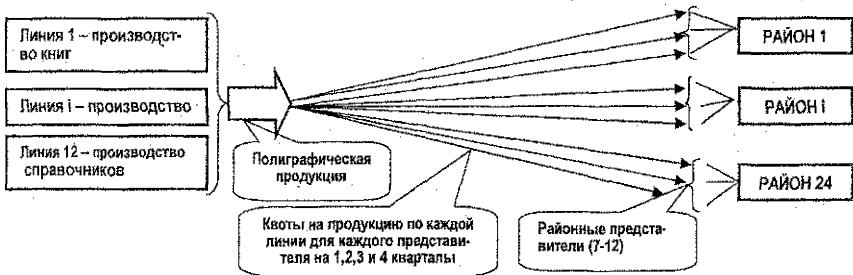 Линия 1 – производст-
во книг
Линия i – производство
Линия 12 – производство
справочников
Полиграфическая
продукция
Квоты на продукцию по каждой
линии для каждого представи-
теля на 1,2,3 и 4 кварталы
Районные предста-
вители (7-12)
РАЙОН 1
РАЙОН I
РАЙОН 24